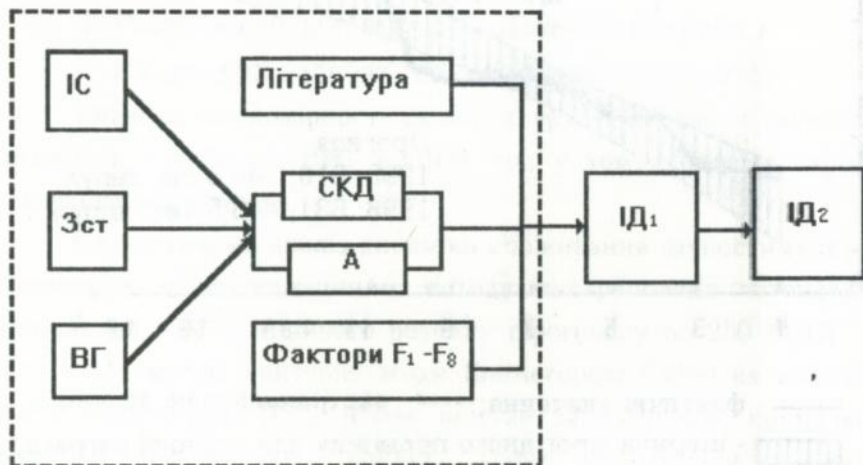 ІС
Література
Зст
СКД
А
ІД₁
ІД₂
ВГ
Фактори F₁ -F₈